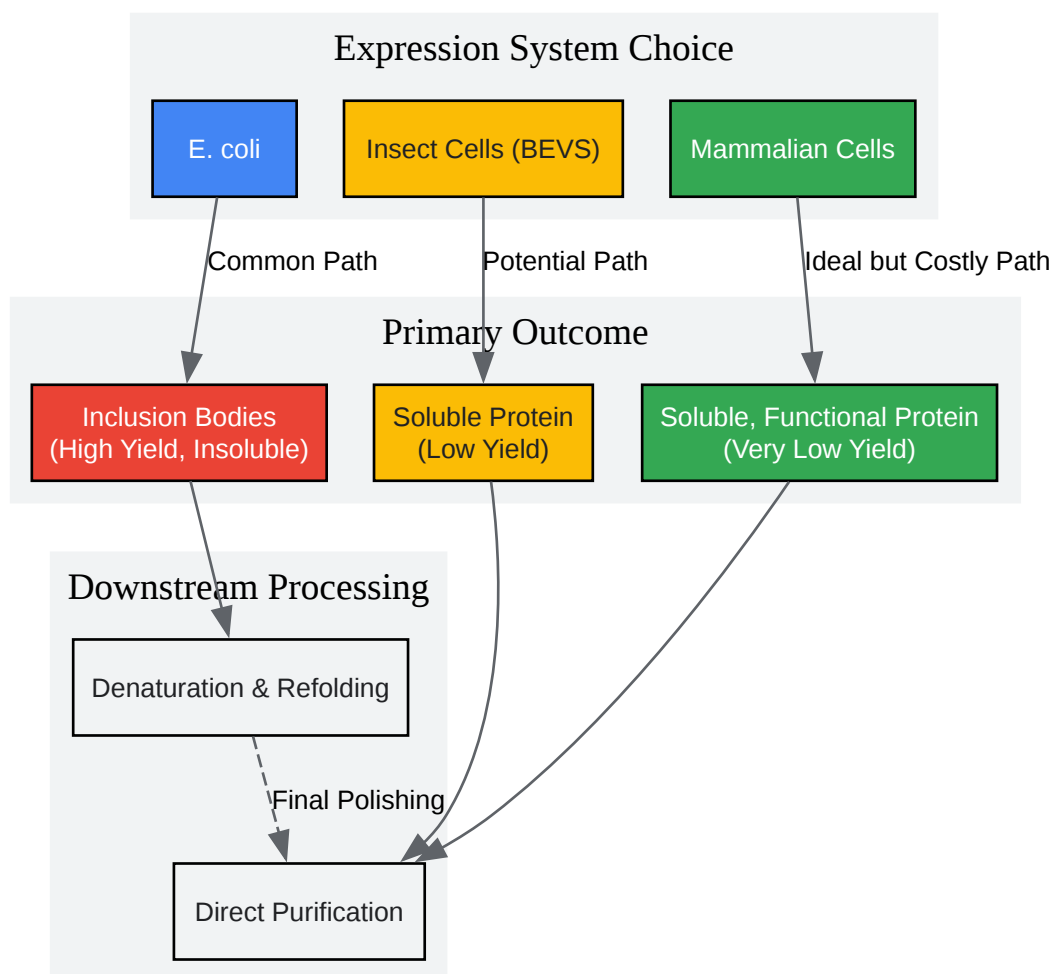 Expression System Choice
E. coli
Insect Cells (BEVS)
Mammalian Cells
Common Path
Potential Path
Ideal but Costly Path
Primary Outcome
Inclusion Bodies
(High Yield, Insoluble)
Soluble Protein
(Low Yield)
Soluble, Functional Protein
(Very Low Yield)
Downstream Processing
Denaturation & Refolding
Final Polishing
Direct Purification